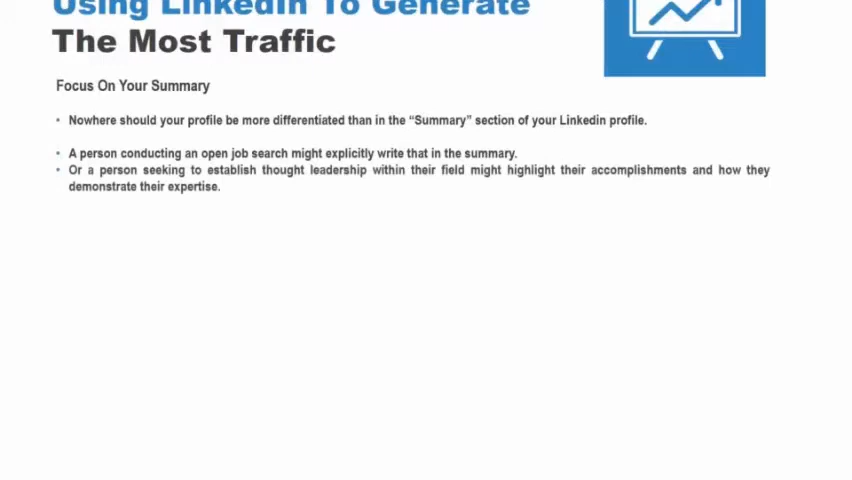 Using LinkedIn To Generate
The Most Traffic
Focus On Your Summary
• Nowhere should your profile be more differentiated than in the “Summary” section of your Linkedin profile.
• A person conducting an open job search might explicitly write that in the summary.
• Or a person seeking to establish thought leadership within their field might highlight their accomplishments and how they
demonstrate their expertise.